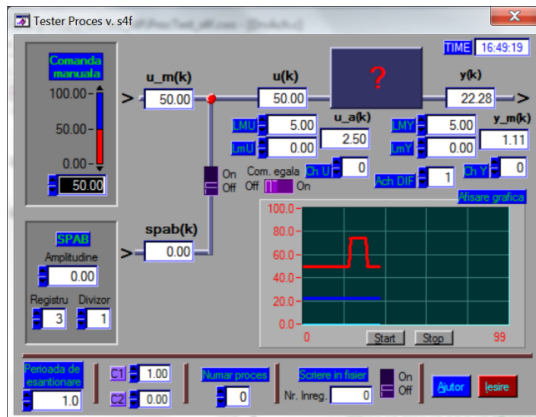 Tester Proces v. s4f
TIME 16:49:19
Comanda manuala
100.00
50.00
0.00
50.00
u_m(k)
> 50.00
u(k)
50.00
?
y(k)
22.28 >
LMU 5.00
LmU 0.00
u_a(k)
2.50
LMY 5.00
LmY 0.00
y_m(k)
1.11
On
Off
Com. egala
Off On
Ch U 0
Ach DIF 1
Ch Y 0
Afisare grafica
SPAB
Amplitudine
0.00
Registru Divizor
3 1
spab(k)
> 0.00
100.0
80.0
60.0
40.0
20.0
0.0
0 Start Stop 99
Perioada de esantionare
1.0
C1 1.00
C2 0.00
Numar proces
0
Scriere in fisier
Nr. Inreg. 0
On
Off
Ajutor
Iesire